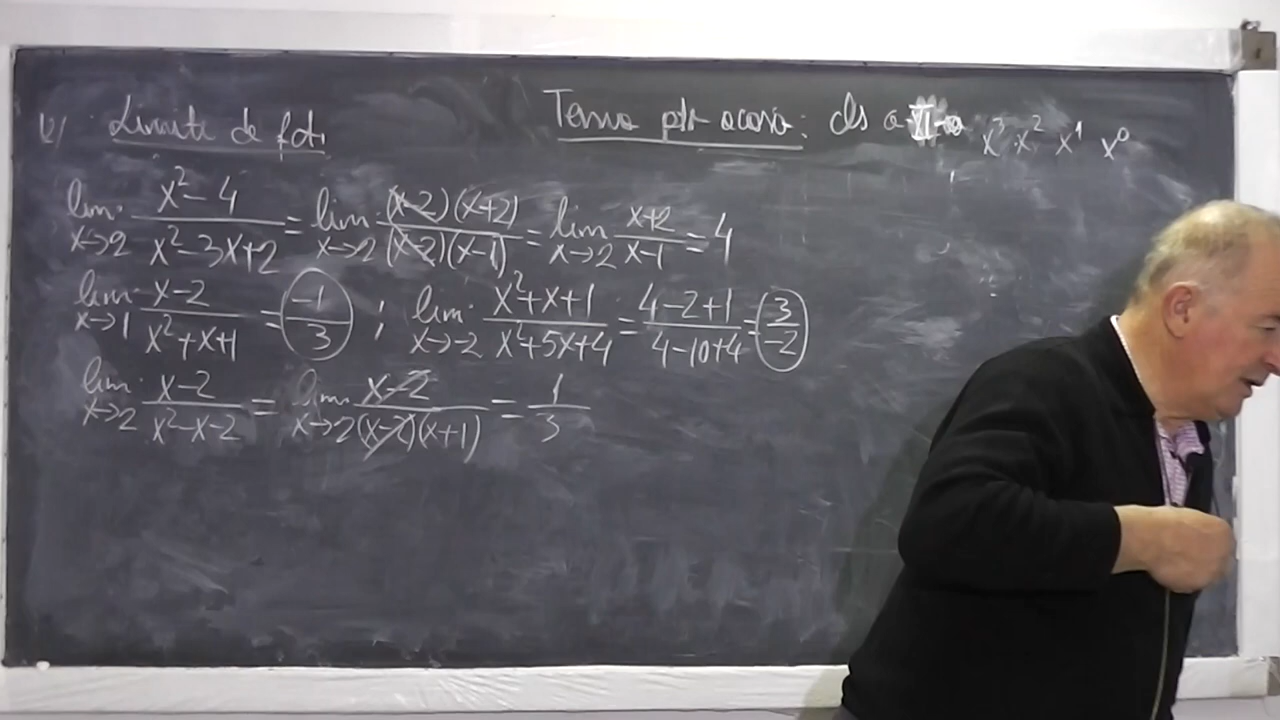 Limite de fct.
Tema ptr acasă: cls a XI-a x³ x² x¹ x⁰
lim x→2 (x²-4)/(x²-3x+2) = lim x→2 ((x-2)(x+2))/((x-2)(x-1)) = lim x→2 (x+2)/(x-1) = 4
lim x→1 (x-2)/(x²+x+1) = (-1)/3 ; lim x→-2 (x²+x+1)/(x²+5x+4) = (4-2+1)/(4-10+4) = 3/(-2)
lim x→2 (x-2)/(x²-x-2) = lim x→2 (x-2)/((x-2)(x+1)) = 1/3